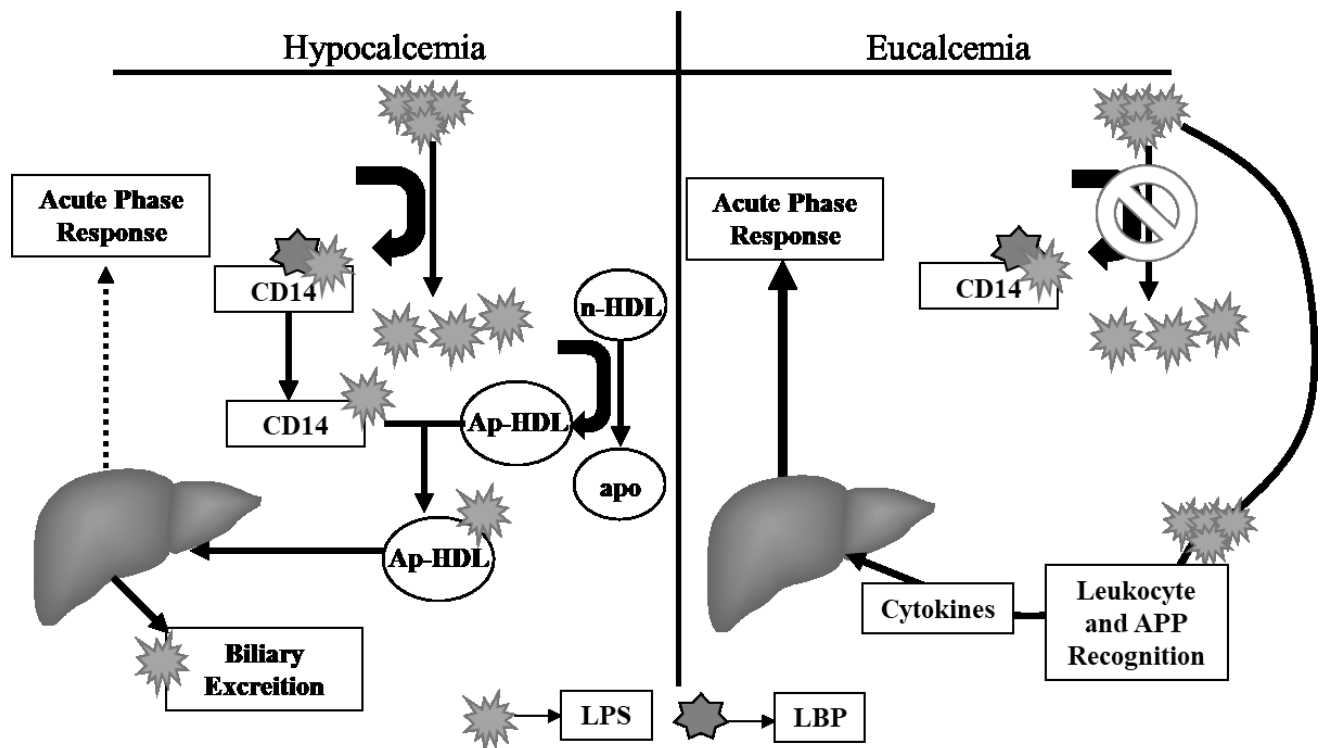 Hypocalcemia
Acute Phase
Response
CD14
n-HDL
CD14
Ap-HDL
apo
Ap-HDL
Biliary
Excreition
Eucalcemia
Acute Phase
Response
CD14
Cytokines
Leukocyte
and APP
Recognition
LPS
LBP